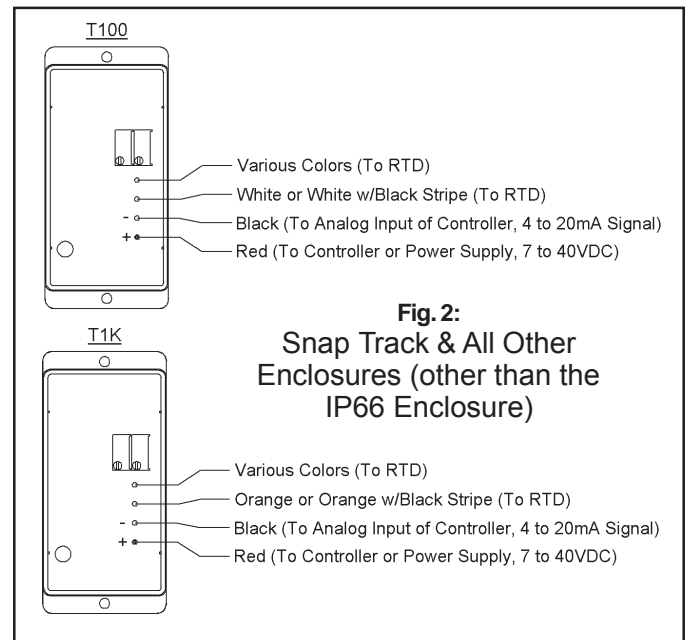 T100
Various Colors (To RTD)
White or White w/Black Stripe (To RTD)
- Black (To Analog Input of Controller, 4 to 20mA Signal)
+ Red (To Controller or Power Supply, 7 to 40VDC)
Fig. 2:
Snap Track & All Other
Enclosures (other than the
IP66 Enclosure)
T1K
Various Colors (To RTD)
Orange or Orange w/Black Stripe (To RTD)
- Black (To Analog Input of Controller, 4 to 20mA Signal)
+ Red (To Controller or Power Supply, 7 to 40VDC)